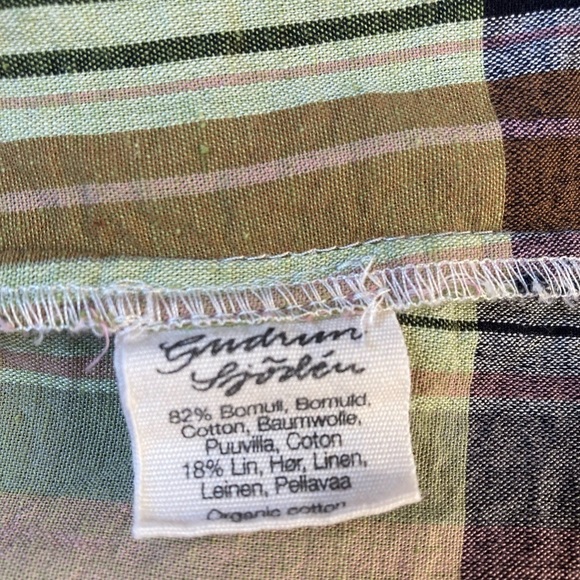 Gudrun
Sjödén
82% Bomull, Bomuld,
Cotton, Baumwolle,
Puuvilla, Coton
18% Lin, Hør, Linen,
Leinen, Pellavaa
Organic cotton